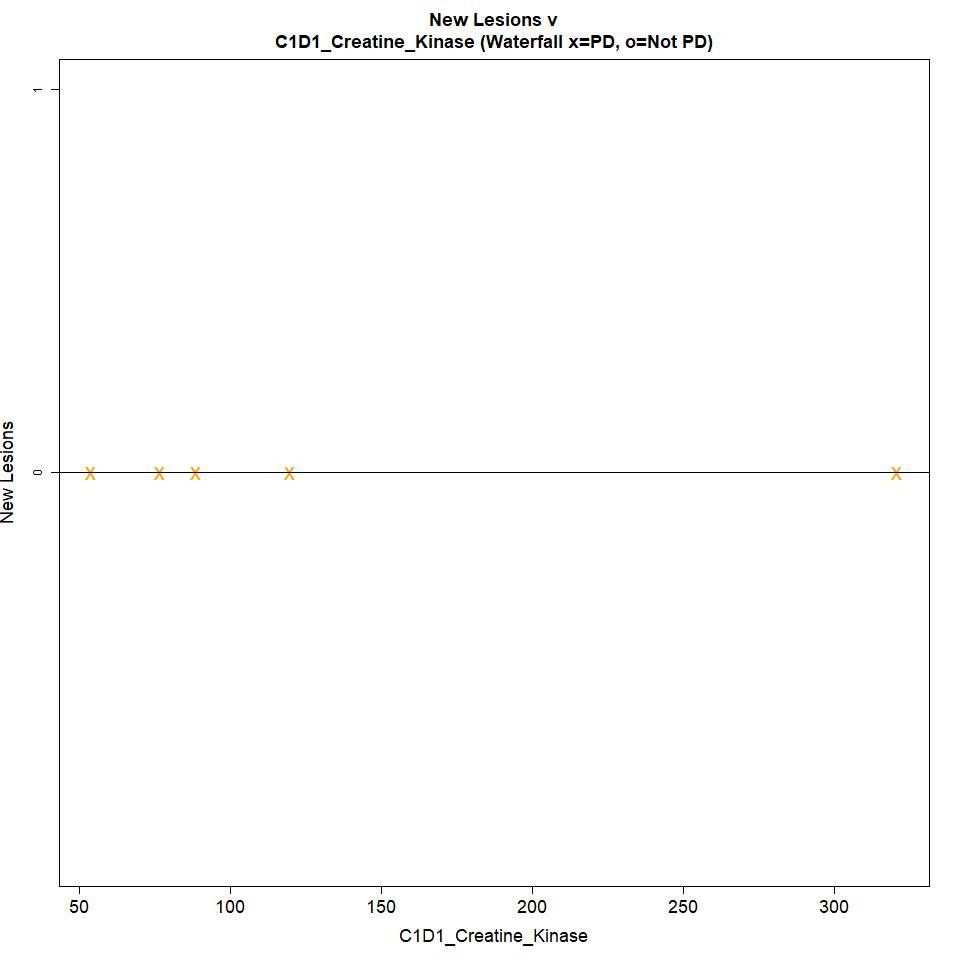 New Lesions v
C1D1_Creatine_Kinase (Waterfall x=PD, o=Not PD)
1
0
New Lesions
x x x x x
50 100 150 200 250 300
C1D1_Creatine_Kinase